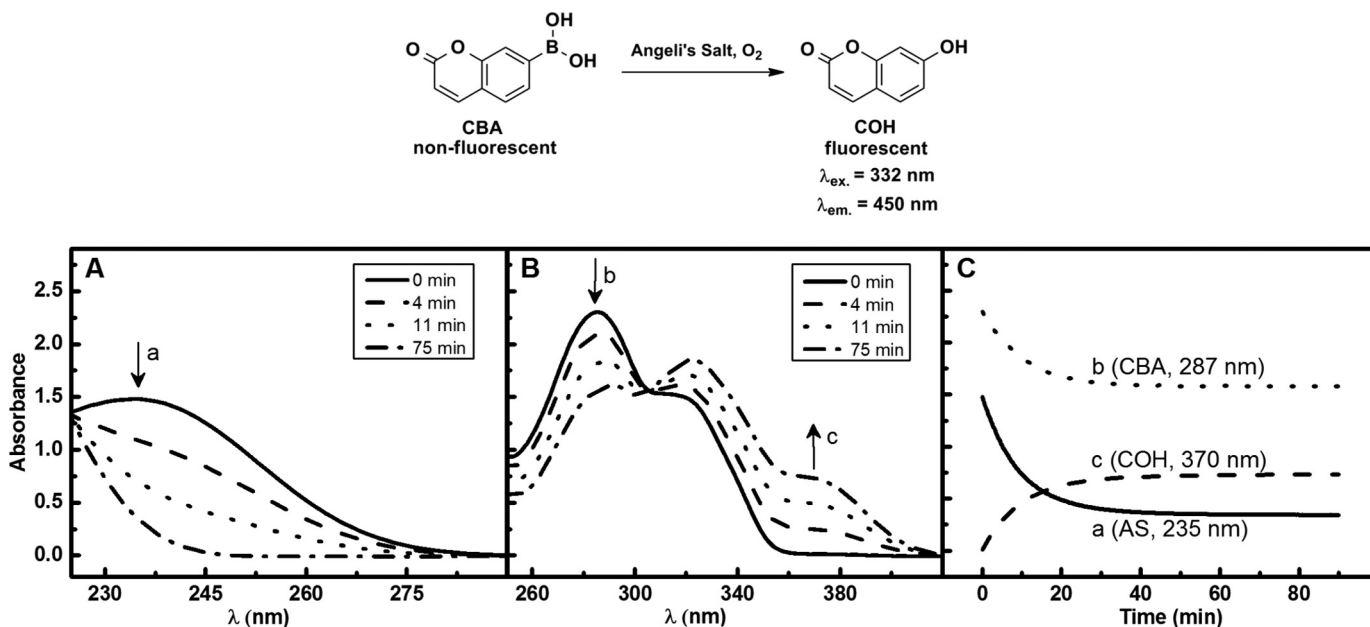 OH
B
OH
O
O
CBA
non-fluorescent
Angeli's Salt, O₂
O
O
OH
COH
fluorescent
λex. = 332 nm
λem. = 450 nm
A
0 min
4 min
11 min
75 min
a
B
0 min
4 min
11 min
75 min
b
c
C
b (CBA, 287 nm)
c (COH, 370 nm)
a (AS, 235 nm)
Absorbance
2.5
2.0
1.5
1.0
0.5
0.0
230 245 260 275
λ (nm)
260 300 340 380
λ (nm)
0 20 40 60 80
Time (min)